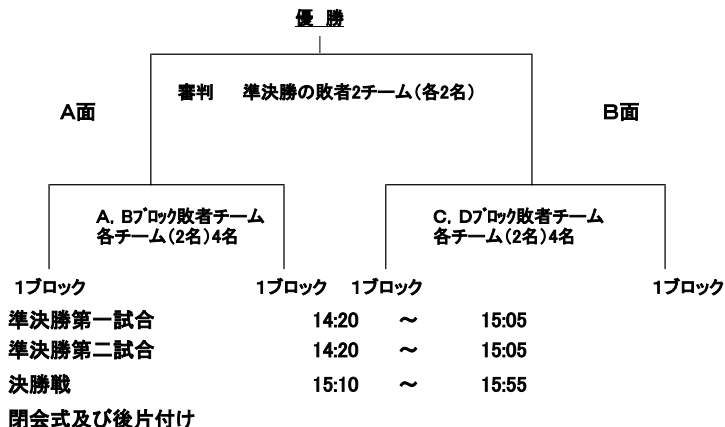 優 勝
審判 準決勝の敗者2チーム(各2名)
A面 B面
A. Bブロック敗者チーム C. Dブロック敗者チーム
各チーム(2名)4名 各チーム(2名)4名
1ブロック 1ブロック 1ブロック 1ブロック
準決勝第一試合 14:20 ～ 15:05
準決勝第二試合 14:20 ～ 15:05
決勝戦 15:10 ～ 15:55
閉会式及び後片付け